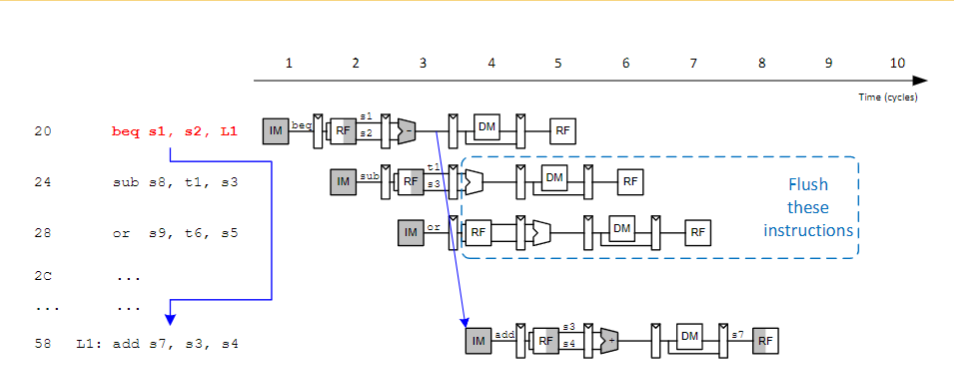 1 2 3 4 5 6 7 8 9 10
Time (cycles)
20 beq s1, s2, L1 IM beq RF s1 s2 - DM RF
24 sub s8, t1, s3 IM sub RF t1 s3 DM RF
28 or s9, t6, s5 IM or RF DM RF
Flush
these
instructions
2C ...
... ...
58 L1: add s7, s3, s4 IM add RF s3 s4 + DM s7 RF